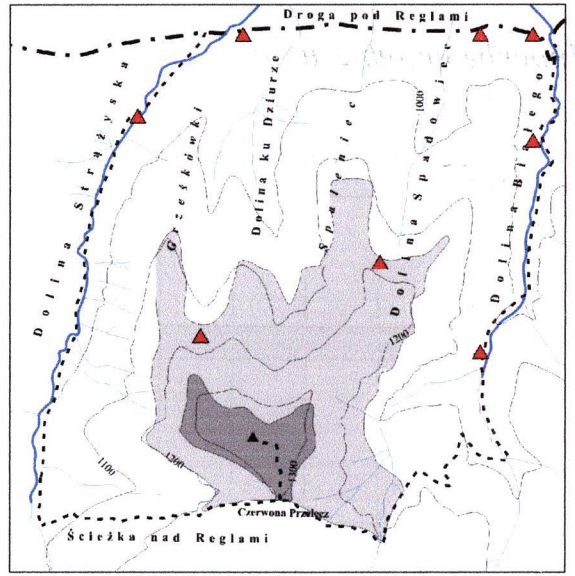 Droga pod Reglami
Dolina Strążyska
Grześkówki
Dolina ku Dziurze
Spaleniec
Dolina Spadowiec
Dolina Białego
1000
1200
1100
1200
1300
Czerwona Przełęcz
Ścieżka nad Reglami